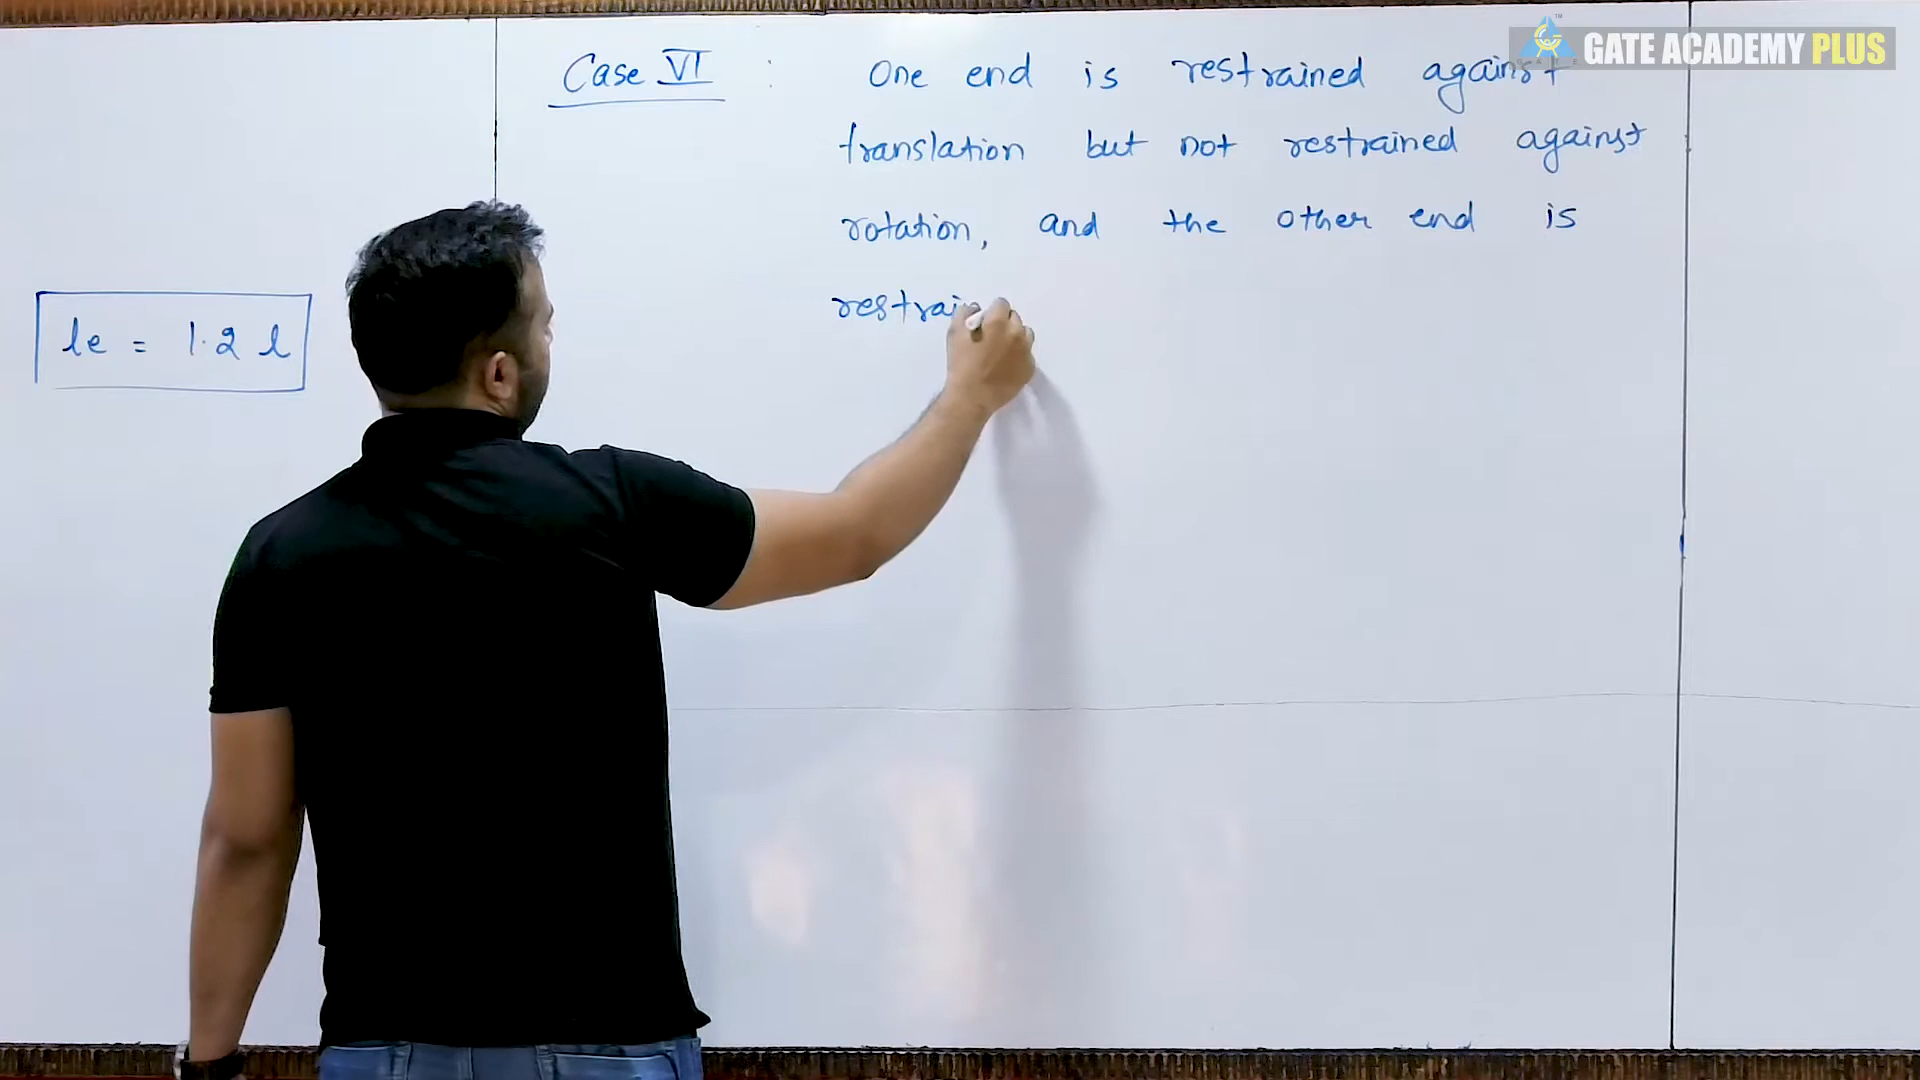 GATE ACADEMY PLUS
Case VI : One end is restrained against
translation but not restrained against
rotation, and the other end is
restrain
le = 1.2 l